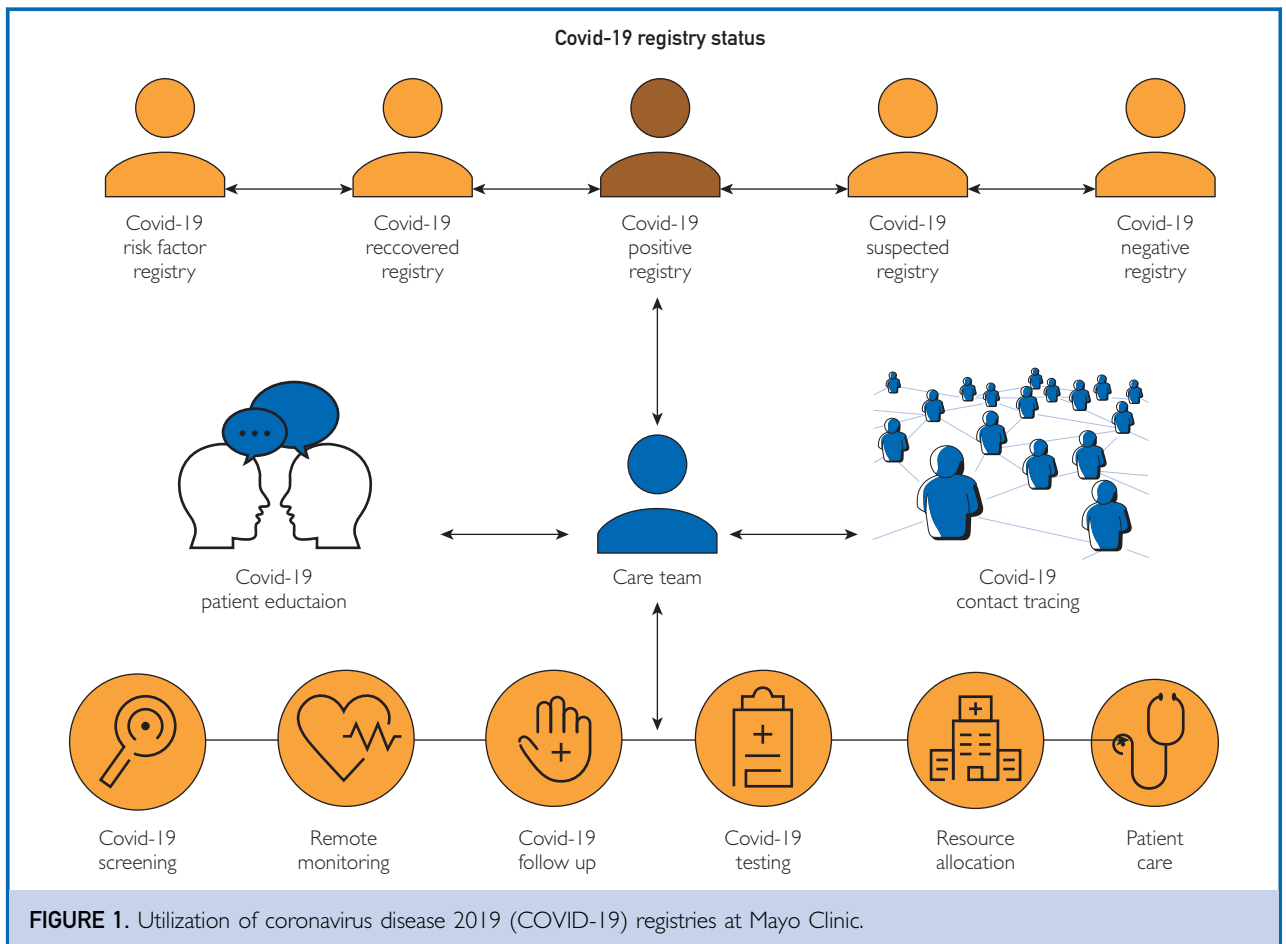 Covid-19 registry status
Covid-19
risk factor
registry
Covid-19
reccovered
registry
Covid-19
positive
registry
Covid-19
suspected
registry
Covid-19
negative
registry
Covid-19
patient eductaion
Care team
Covid-19
contact tracing
Covid-19
screening
Remote
monitoring
Covid-19
follow up
Covid-19
testing
Resource
allocation
Patient
care
FIGURE 1. Utilization of coronavirus disease 2019 (COVID-19) registries at Mayo Clinic.